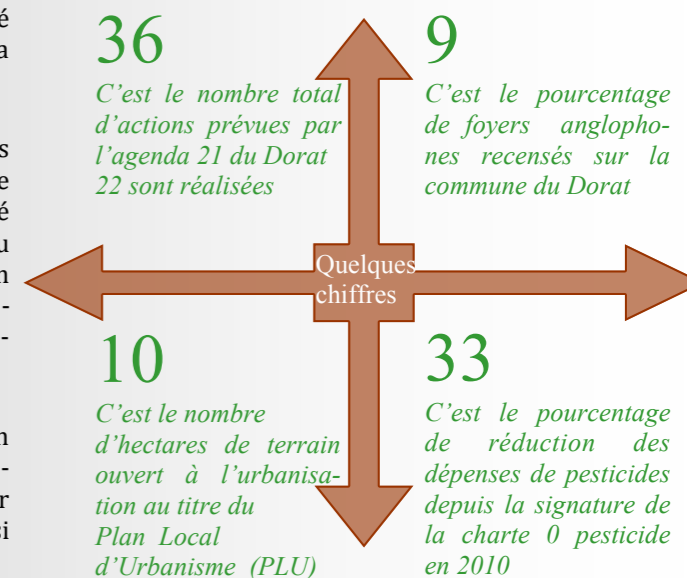 é
a
s
e
é
u
n
-
-
n
-
r
si
36
C'est le nombre total
d'actions prévues par
l'agenda 21 du Dorat
22 sont réalisées
9
C'est le pourcentage
de foyers anglopho-
nes recensés sur la
commune du Dorat
Quelques
chiffres
10
C'est le nombre
d'hectares de terrain
ouvert à l'urbanisa-
tion au titre du
Plan Local
d'Urbanisme (PLU)
33
C'est le pourcentage
de réduction des
dépenses de pesticides
depuis la signature de
la charte 0 pesticide
en 2010